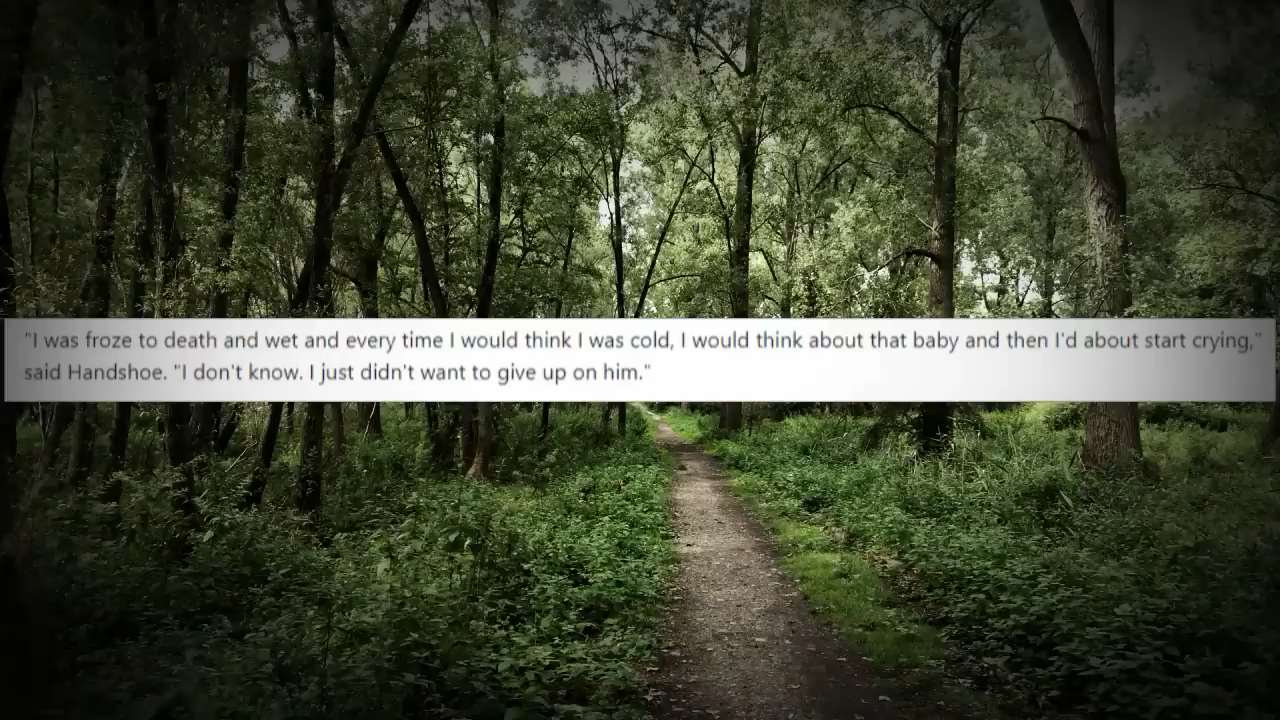 "I was froze to death and wet and every time I would think I was cold, I would think about that baby and then I'd about start crying,"
said Handshoe. "I don't know. I just didn't want to give up on him."